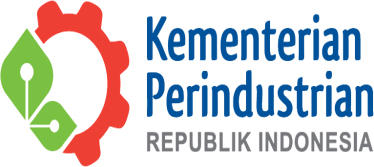 Kementerian
Perindustrian
REPUBLIK INDONESIA